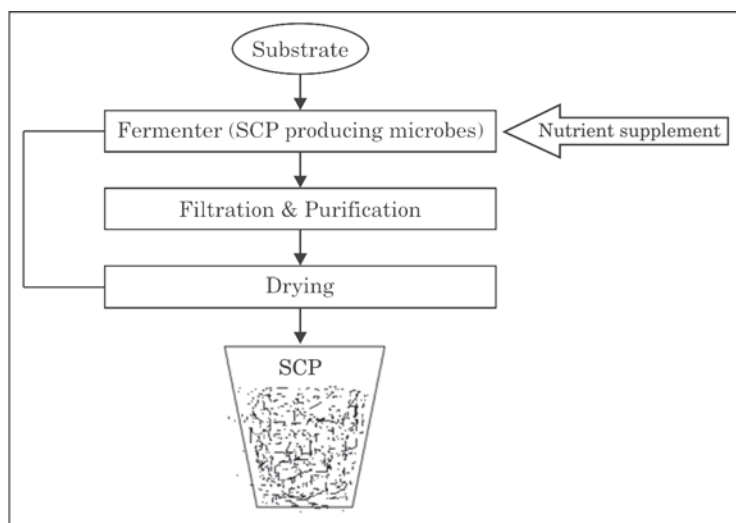 Substrate
Fermenter (SCP producing microbes)
Nutrient supplement
Filtration & Purification
Drying
SCP